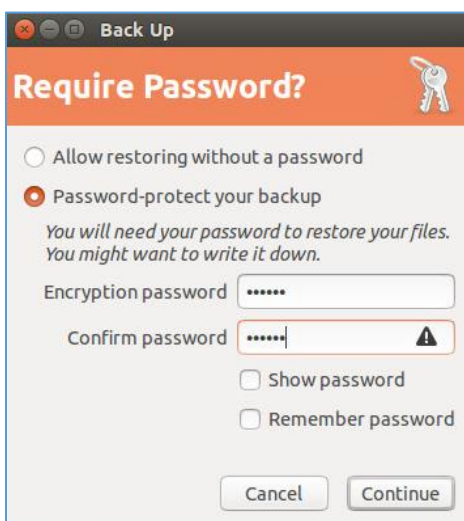 Back Up
Require Password?
Allow restoring without a password
Password-protect your backup
You will need your password to restore your files.
You might want to write it down.
Encryption password ••••••
Confirm password ••••••
Show password
Remember password
Cancel Continue